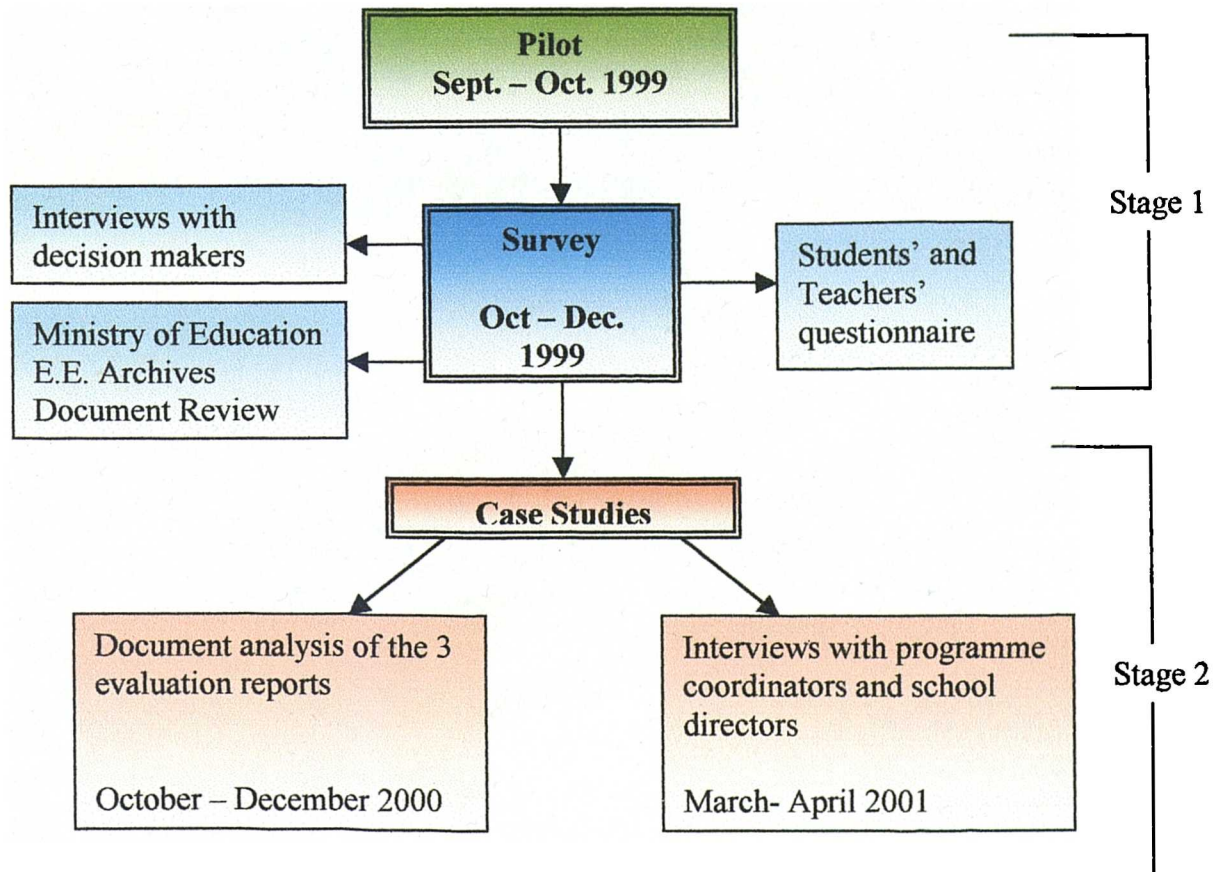 Pilot
Sept. – Oct. 1999
Stage 1
Interviews with
decision makers
Survey
Oct – Dec.
1999
Students’ and
Teachers’
questionnaire
Ministry of Education
E.E. Archives
Document Review
Case Studies
Stage 2
Document analysis of the 3
evaluation reports
October – December 2000
Interviews with programme
coordinators and school
directors
March- April 2001